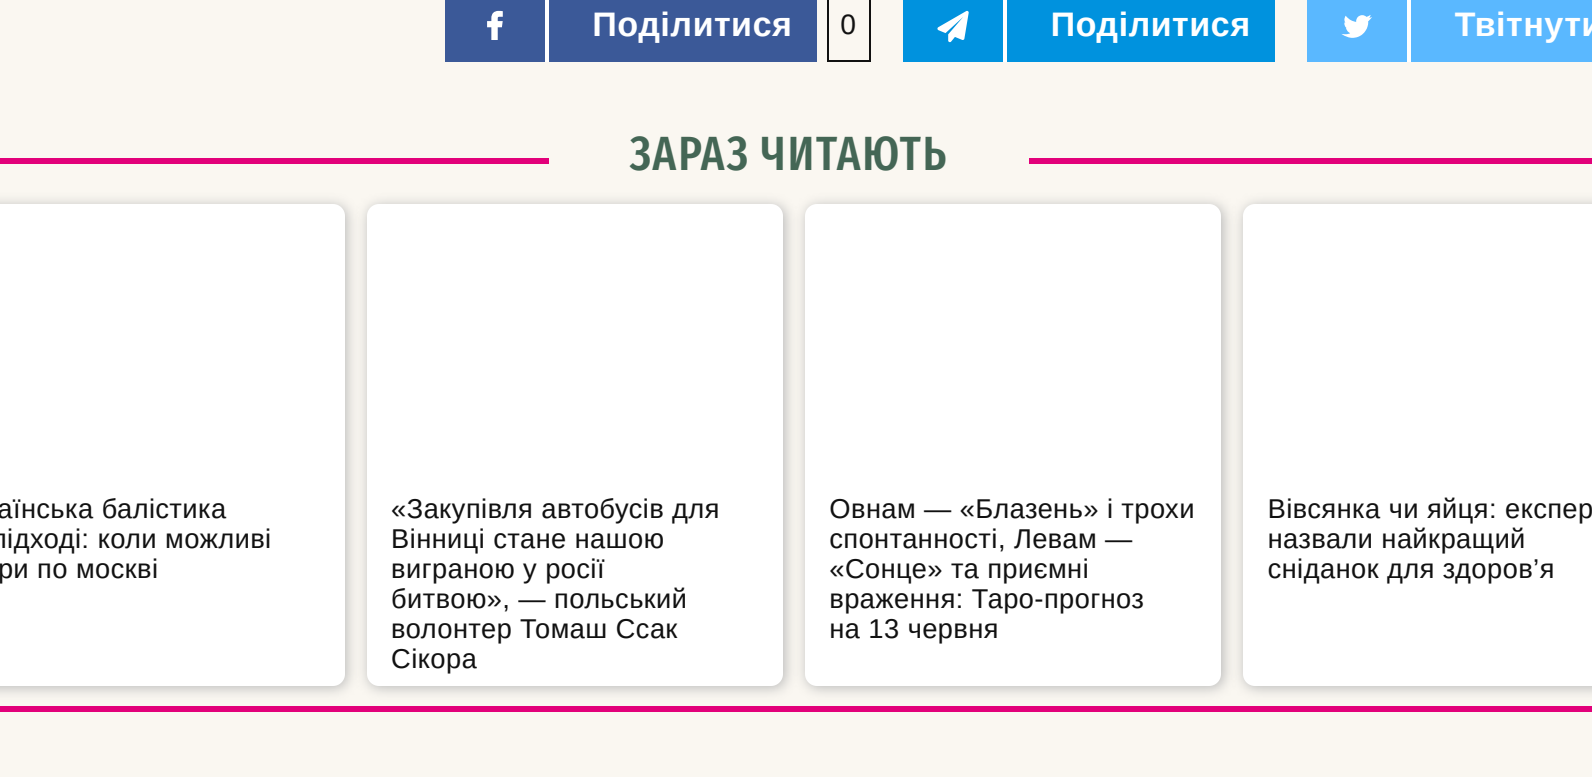 Поділитися
0
Поділитися
Твітнути
ЗАРАЗ ЧИТАЮТЬ
аїнська балістика
підході: коли можливі
ри по москві
«Закупівля автобусів для
Вінниці стане нашою
виграною у росії
битвою», — польський
волонтер Томаш Ссак
Сікора
Овнам — «Блазень» і трохи
спонтанності, Левам —
«Сонце» та приємні
враження: Таро-прогноз
на 13 червня
Вівсянка чи яйця: експер
назвали найкращий
сніданок для здоров’я